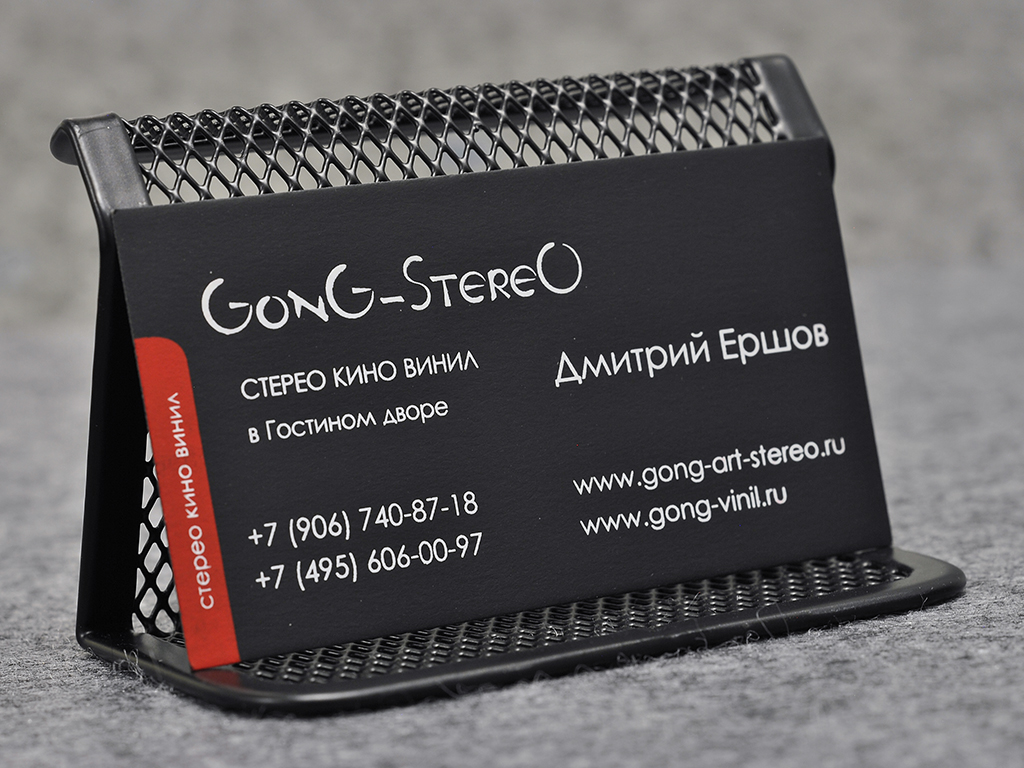 GonG-StereO
СТЕРЕО КИНО ВИНИЛ
в Гостином дворе
Дмитрий Ершов
+7 (906) 740-87-18
+7 (495) 606-00-97
www.gong-art-stereo.ru
www.gong-vinil.ru
стерео кино винил